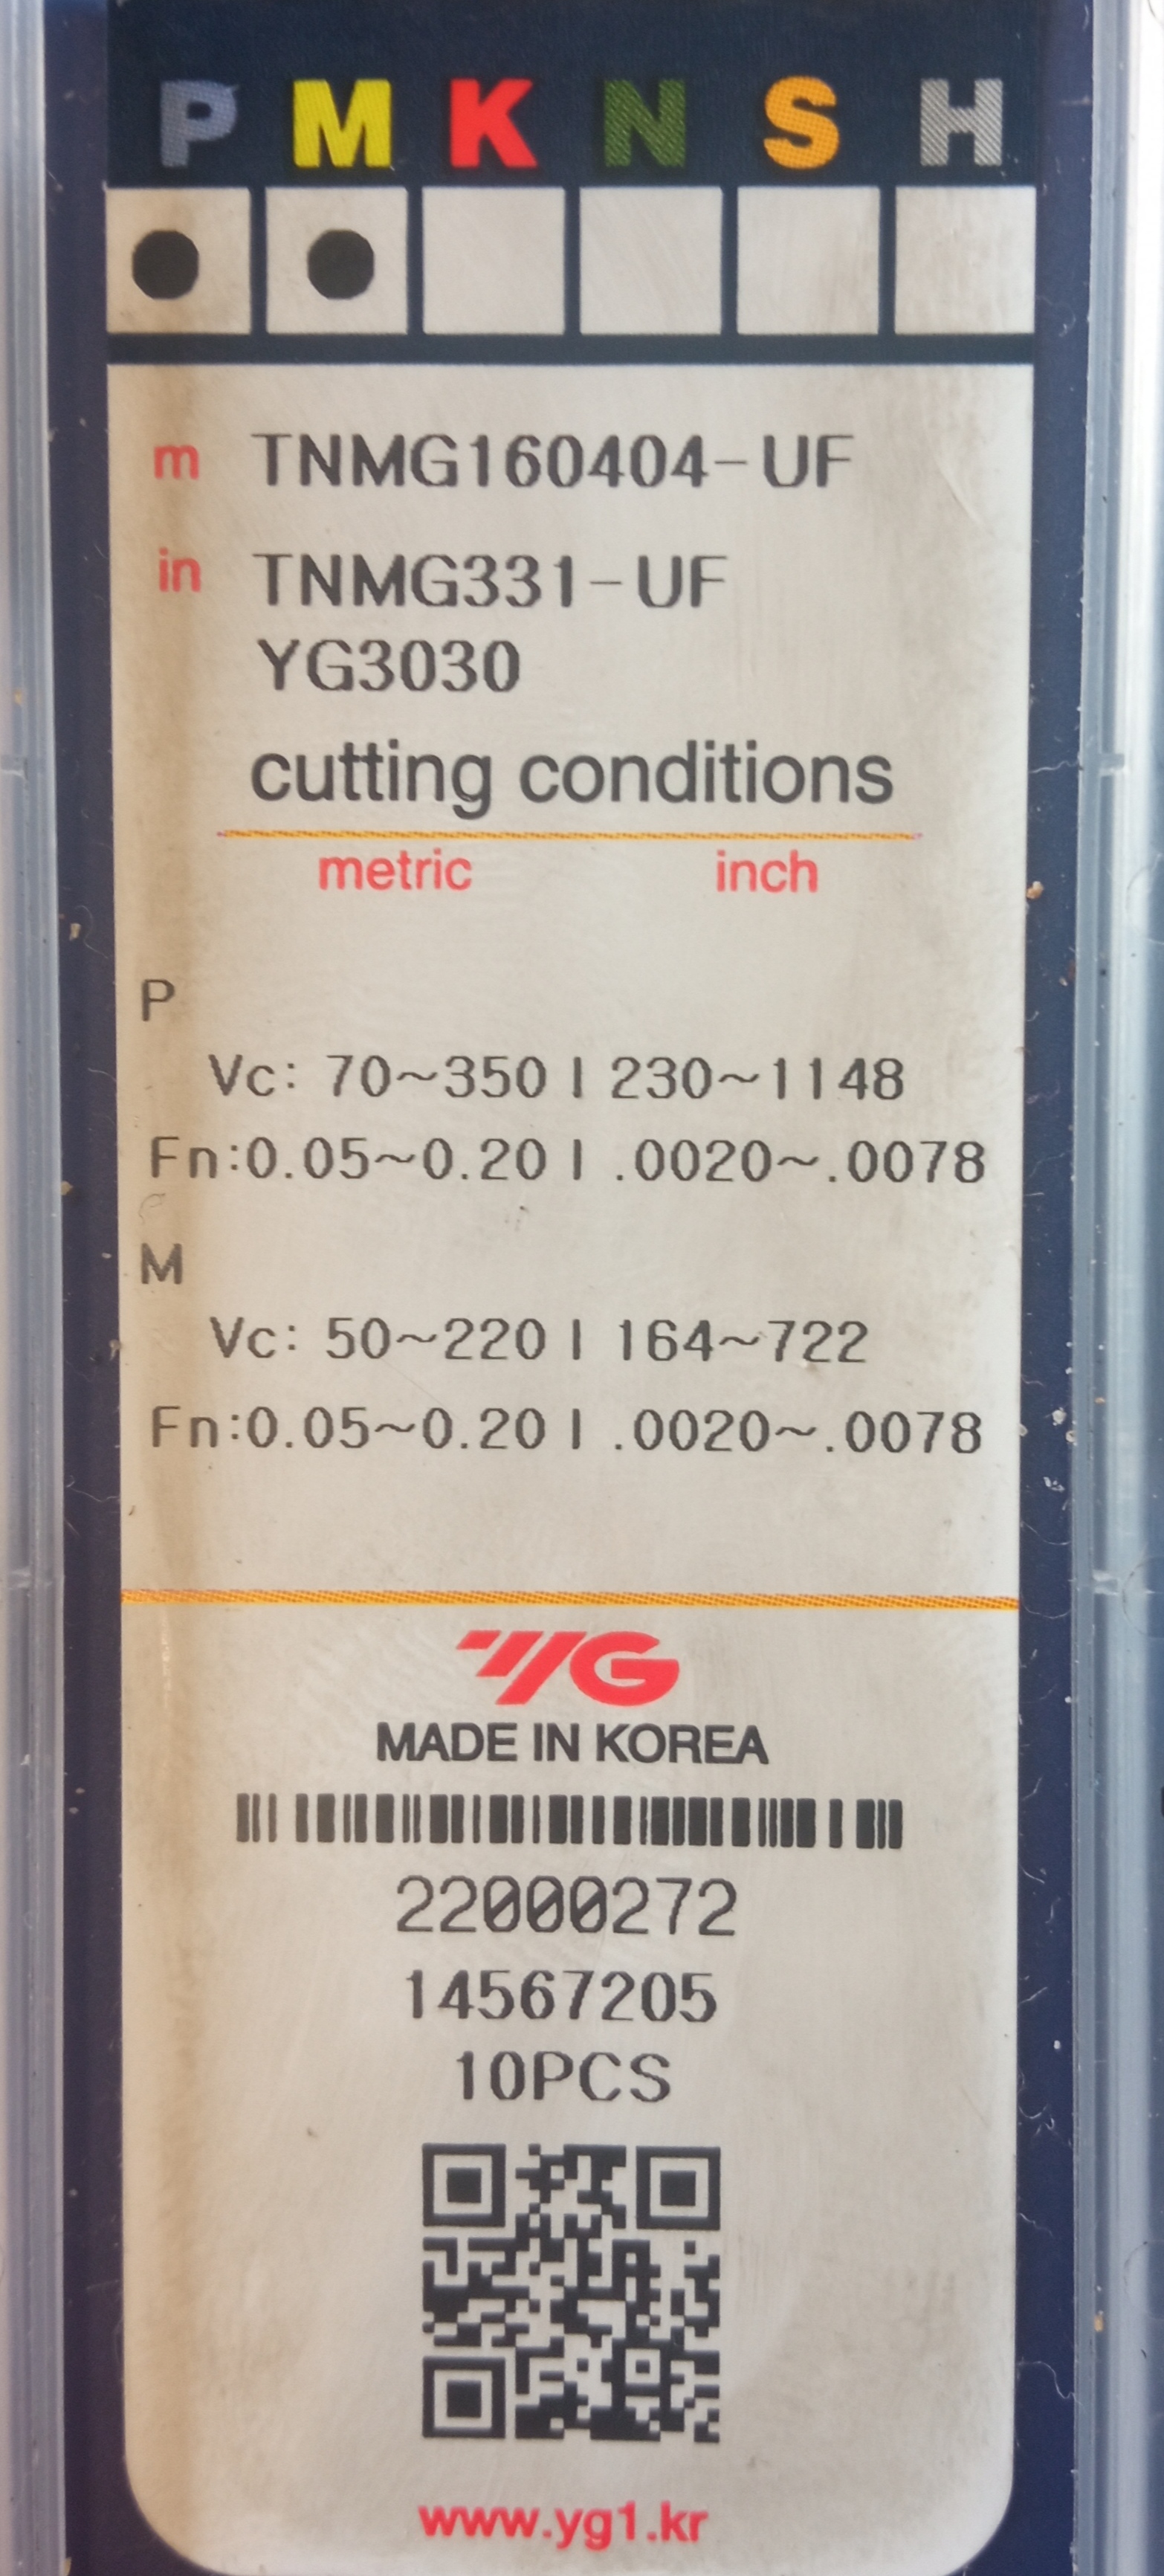 P M K N S H
m TNMG160404-UF
in TNMG331-UF
YG3030
cutting conditions
metric inch
P
Vc: 70~350 | 230~1148
Fn:0.05~0.20 | .0020~.0078
M
Vc: 50~220 | 164~722
Fn:0.05~0.20 | .0020~.0078
YG
MADE IN KOREA
22000272
14567205
10PCS
www.yg1.kr